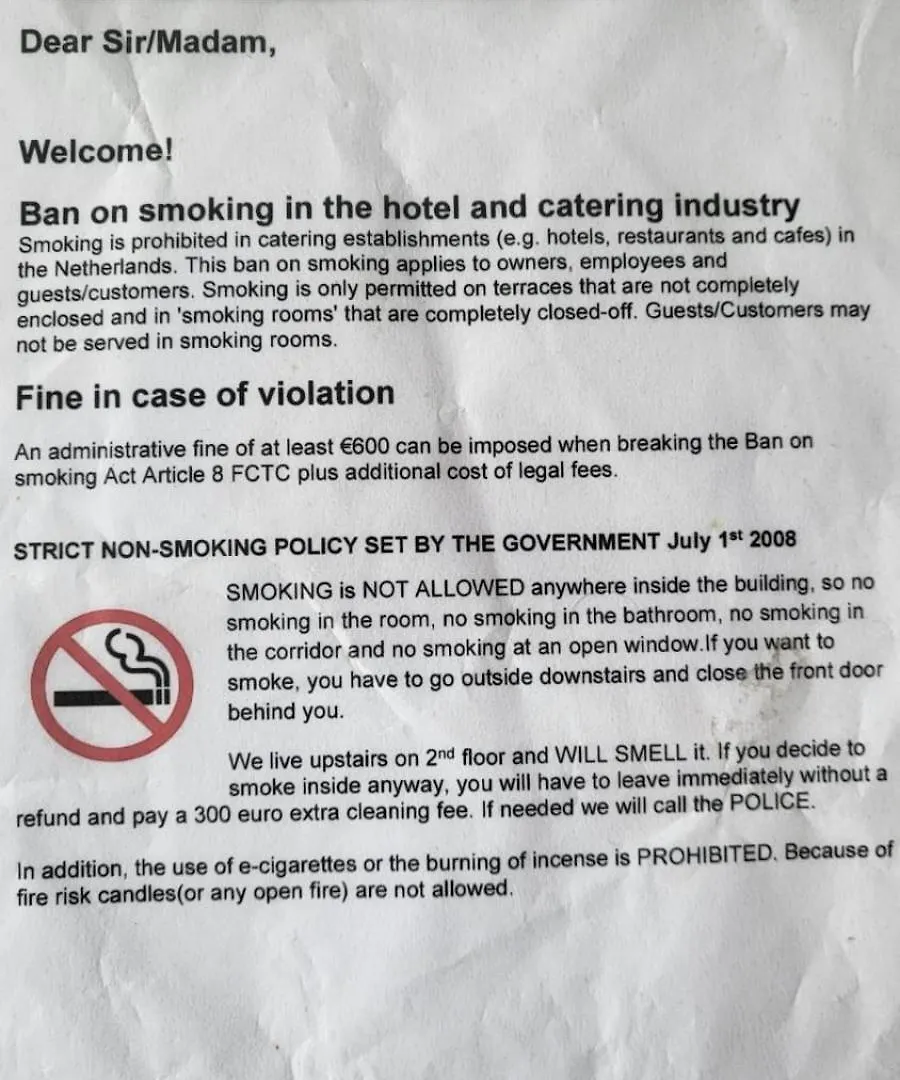 Dear Sir/Madam,
Welcome!
Ban on smoking in the hotel and catering industry
Smoking is prohibited in catering establishments (e.g. hotels, restaurants and cafes) in
the Netherlands. This ban on smoking applies to owners, employees and
guests/customers. Smoking is only permitted on terraces that are not completely
enclosed and in 'smoking rooms' that are completely closed-off. Guests/Customers may
not be served in smoking rooms.
Fine in case of violation
An administrative fine of at least €600 can be imposed when breaking the Ban on
smoking Act Article 8 FCTC plus additional cost of legal fees.
STRICT NON-SMOKING POLICY SET BY THE GOVERNMENT July 1st 2008
SMOKING is NOT ALLOWED anywhere inside the building, so no
smoking in the room, no smoking in the bathroom, no smoking in
the corridor and no smoking at an open window.If you want to
smoke, you have to go outside downstairs and close the front door
behind you.
We live upstairs on 2nd floor and WILL SMELL it. If you decide to
smoke inside anyway, you will have to leave immediately without a
refund and pay a 300 euro extra cleaning fee. If needed we will call the POLICE.
In addition, the use of e-cigarettes or the burning of incense is PROHIBITED. Because of
fire risk candles(or any open fire) are not allowed.